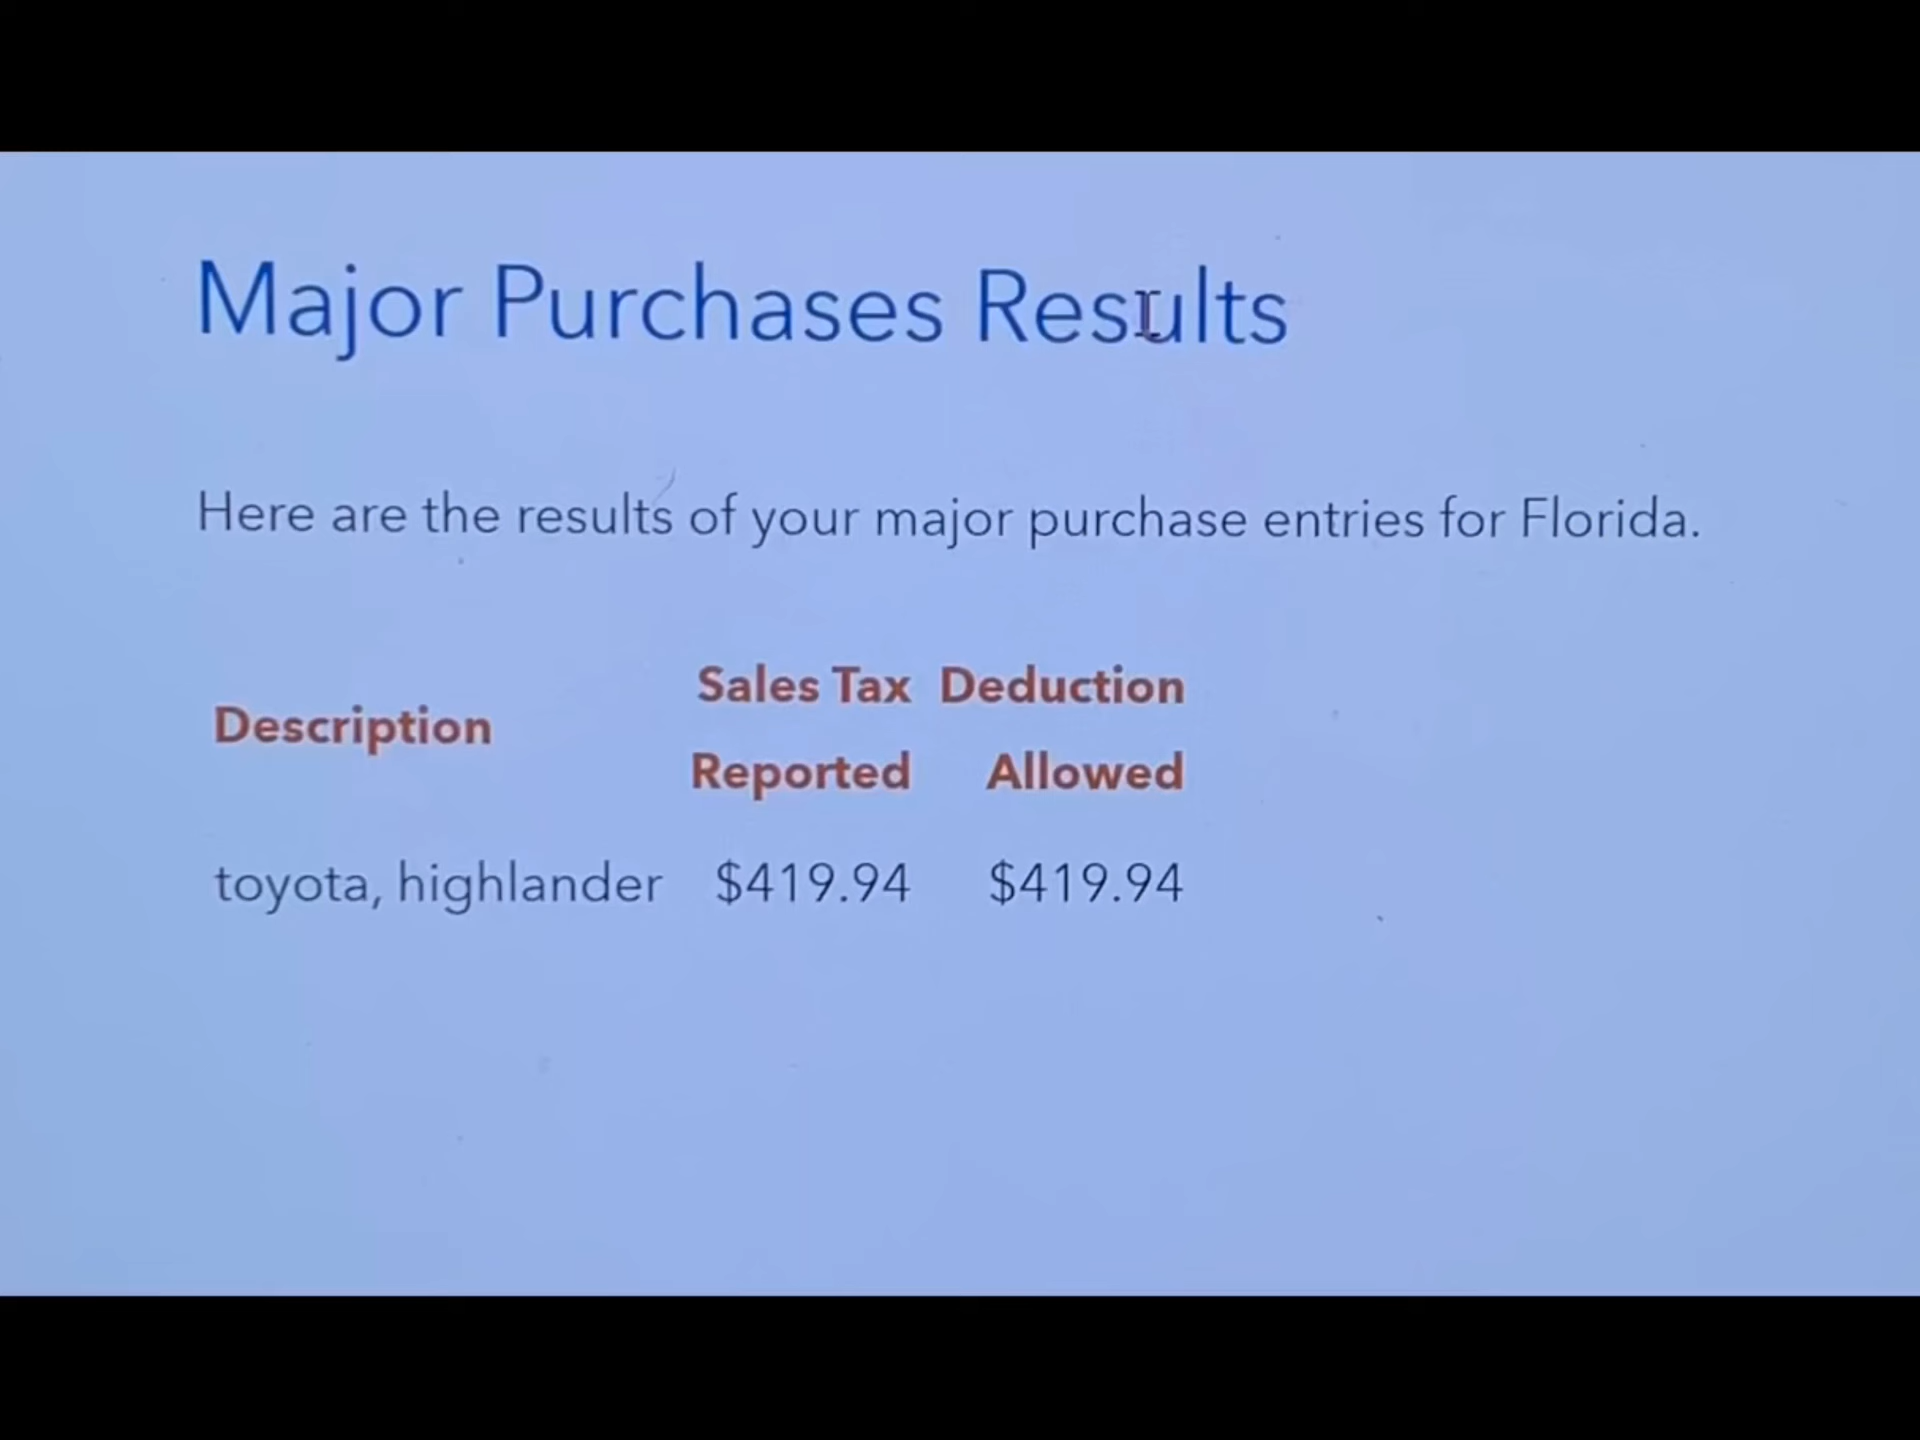 Major Purchases Results
Here are the results of your major purchase entries for Florida.
Description
Sales Tax Reported
Deduction Allowed
toyota, highlander $419.94 $419.94